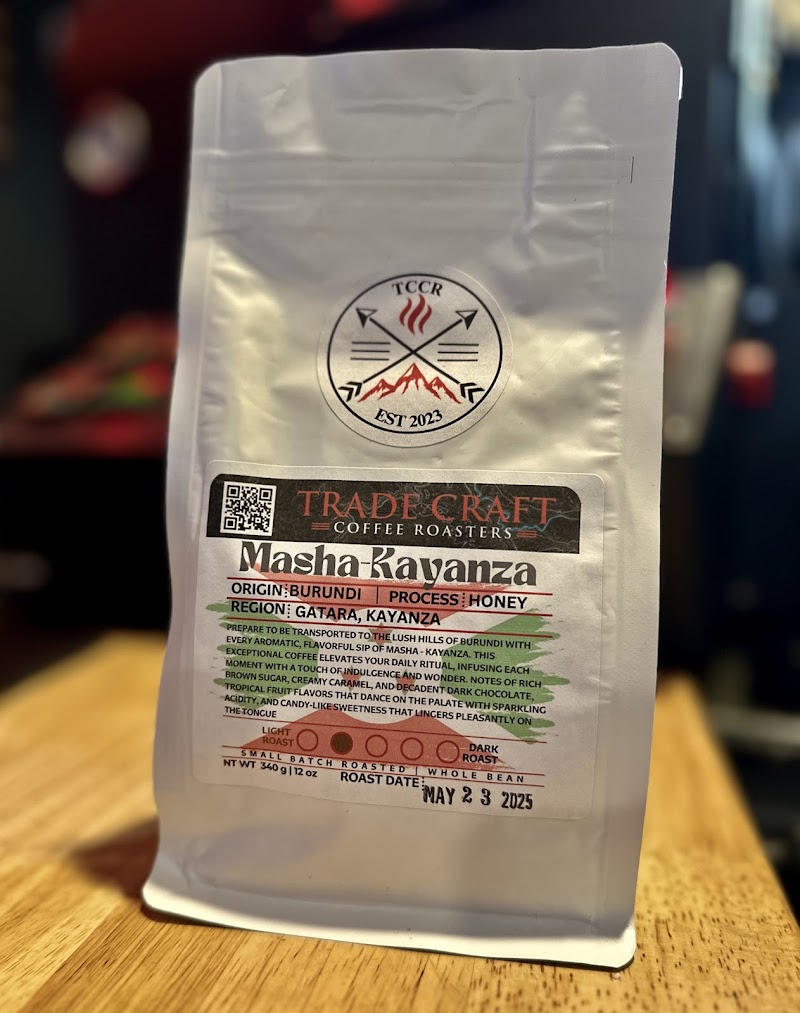 TCCR
EST 2023
TRADE CRAFT
COFFEE ROASTERS
Masha-Kayanza
ORIGIN: BURUNDI | PROCESS: HONEY
REGION: GATARA, KAYANZA
PREPARE TO BE TRANSPORTED TO THE LUSH HILLS OF BURUNDI WITH
EVERY AROMATIC, FLAVORFUL SIP OF MASHA - KAYANZA. THIS
EXCEPTIONAL COFFEE ELEVATES YOUR DAILY RITUAL, INFUSING EACH
MOMENT WITH A TOUCH OF INDULGENCE AND WONDER. NOTES OF RICH
BROWN SUGAR, CREAMY CARAMEL, AND DECADENT DARK CHOCOLATE,
TROPICAL FRUIT FLAVORS THAT DANCE ON THE PALATE WITH SPARKLING
ACIDITY, AND CANDY-LIKE SWEETNESS THAT LINGERS PLEASANTLY ON
THE TONGUE
LIGHT ROAST
DARK ROAST
SMALL BATCH ROASTED | WHOLE BEAN
NT WT 340 g | 12 oz
ROAST DATE: MAY 23 2025